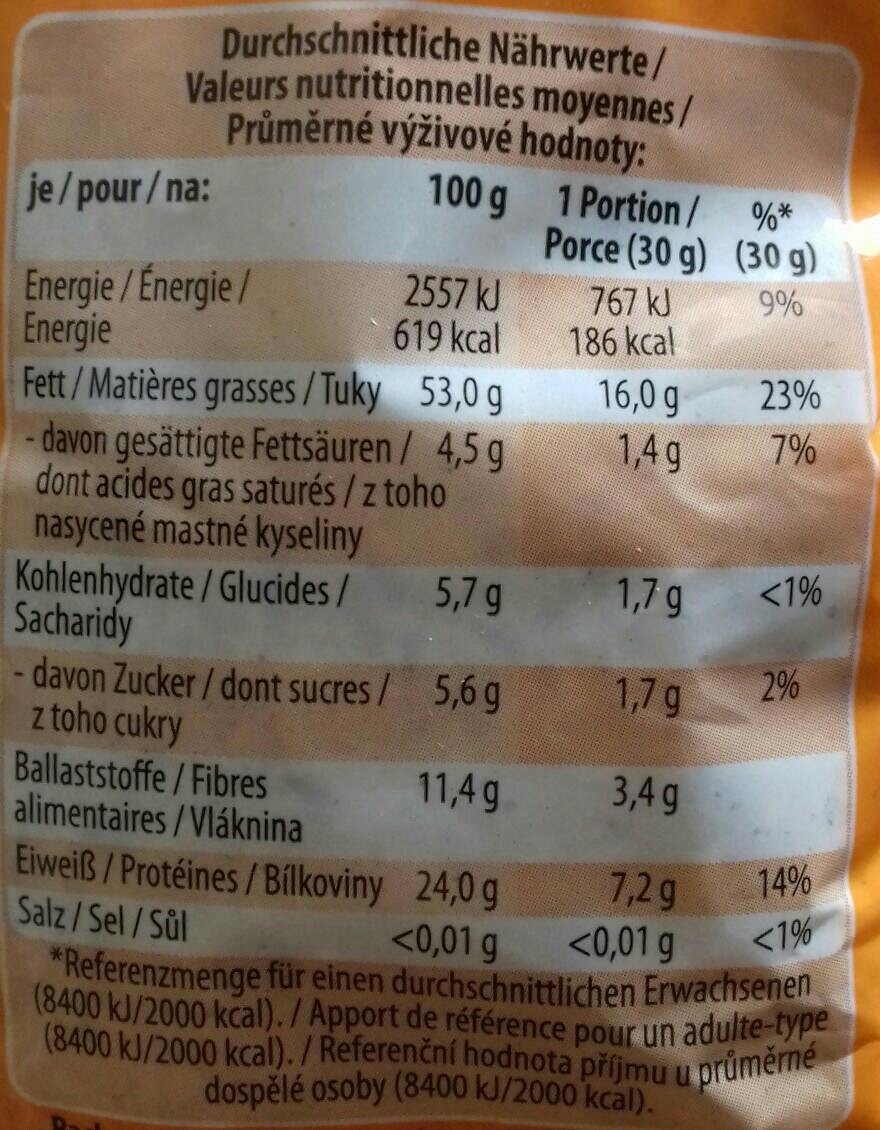 Durchschnittliche Nährwerte /
Valeurs nutritionnelles moyennes /
Průměrné výživové hodnoty:
je / pour / na: 100 g 1 Portion / %*
Porce (30 g) (30 g)
Energie / Énergie / 2557 kJ 767 kJ 9%
Energie 619 kcal 186 kcal
Fett / Matières grasses / Tuky 53,0 g 16,0 g 23%
- davon gesättigte Fettsäuren / 4,5 g 1,4 g 7%
dont acides gras saturés / z toho
nasycené mastné kyseliny
Kohlenhydrate / Glucides / 5,7 g 1,7 g <1%
Sacharidy
- davon Zucker / dont sucres / 5,6 g 1,7 g 2%
z toho cukry
Ballaststoffe / Fibres 11,4 g 3,4 g
alimentaires / Vláknina
Eiweiß / Protéines / Bílkoviny 24,0 g 7,2 g 14%
Salz / Sel / Sůl <0,01 g <0,01 g <1%
*Referenzmenge für einen durchschnittlichen Erwachsenen
(8400 kJ/2000 kcal). / Apport de référence pour un adulte-type
(8400 kJ/2000 kcal). / Referenční hodnota příjmu u průměrné
dospělé osoby (8400 kJ/2000 kcal).